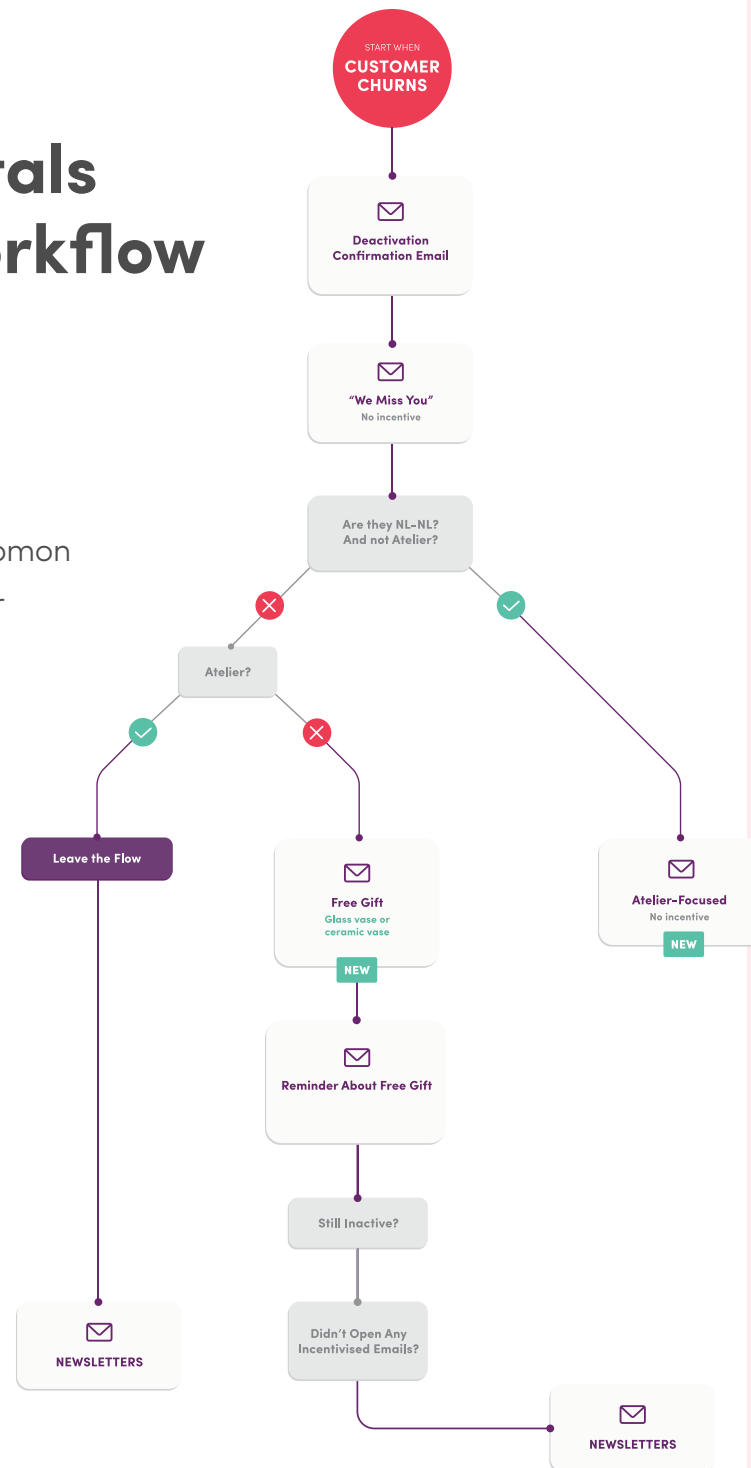 START WHEN
CUSTOMER
CHURNS
tals
orkflow
Deactivation
Confirmation Email
“We Miss You”
No incentive
Are they NL-NL?
And not Atelier?
omon
r
Atelier?
Leave the Flow
Free Gift
Glass vase or
ceramic vase
NEW
Atelier-Focused
No incentive
NEW
Reminder About Free Gift
Still Inactive?
Didn’t Open Any
Incentivised Emails?
NEWSLETTERS
NEWSLETTERS